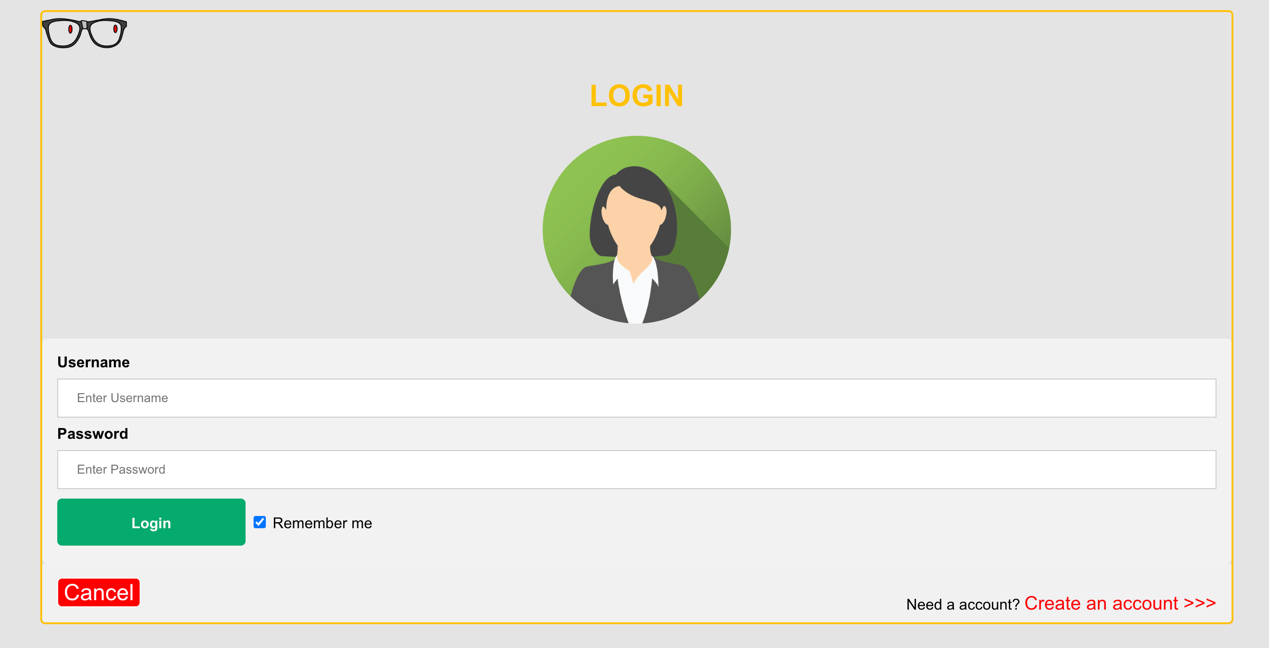 LOGIN
Username
Enter Username
Password
Enter Password
Login
Remember me
Cancel
Need a account? Create an account >>>